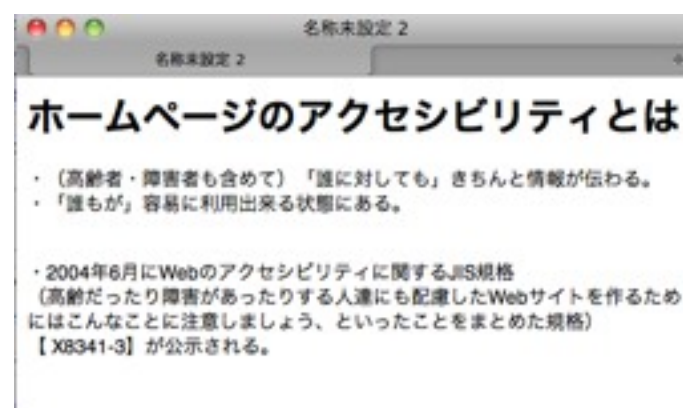 名称未設定 2
名称未設定 2
ホームページのアクセシビリティとは
・（高齢者・障害者も含めて）「誰に対しても」きちんと情報が伝わる。
・「誰もが」容易に利用出来る状態にある。
・2004年6月にWebのアクセシビリティに関するJIS規格
（高齢だったり障害があったりする人達にも配慮したWebサイトを作るため
にはこんなことに注意しましょう、といったことをまとめた規格）
【 X8341-3】が公示される。